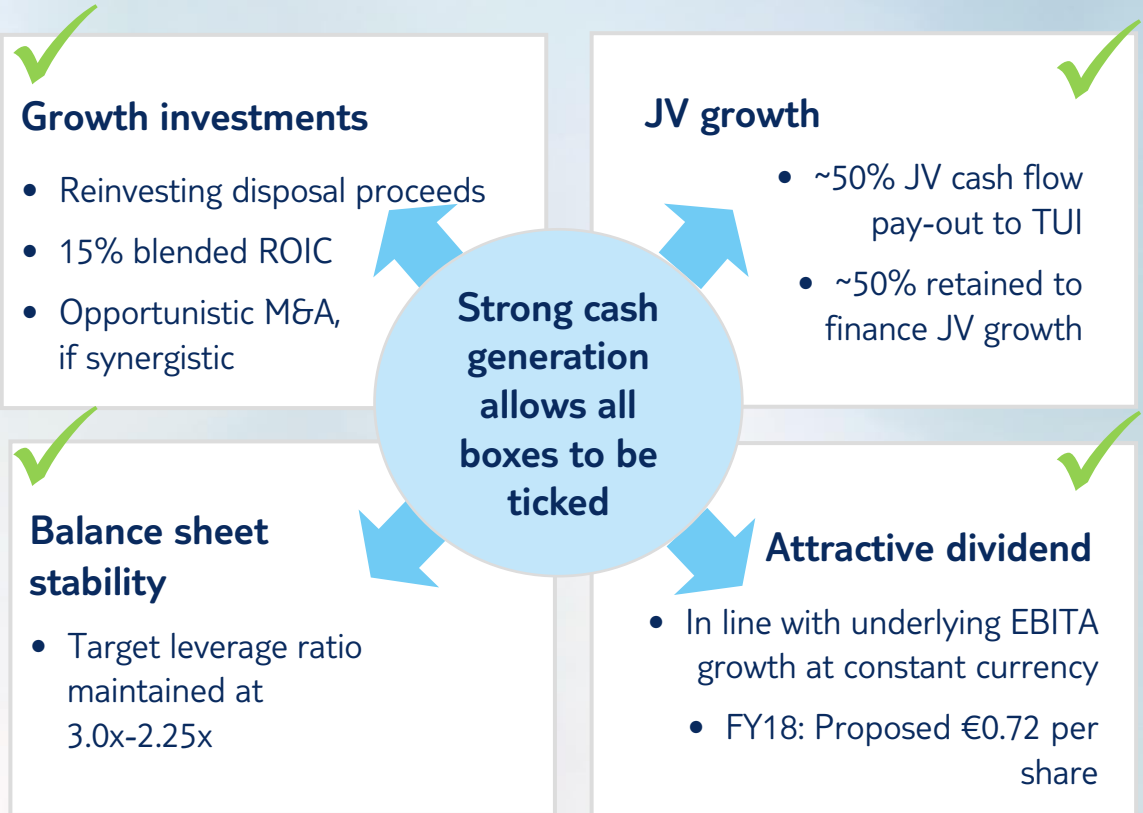 Growth investments
• Reinvesting disposal proceeds
• 15% blended ROIC
• Opportunistic M&A,
if synergistic
JV growth
• ~50% JV cash flow
pay-out to TUI
• ~50% retained to
finance JV growth
Strong cash
generation
allows all
boxes to be
ticked
Balance sheet
stability
• Target leverage ratio
maintained at
3.0x-2.25x
Attractive dividend
• In line with underlying EBITA
growth at constant currency
• FY18: Proposed €0.72 per
share